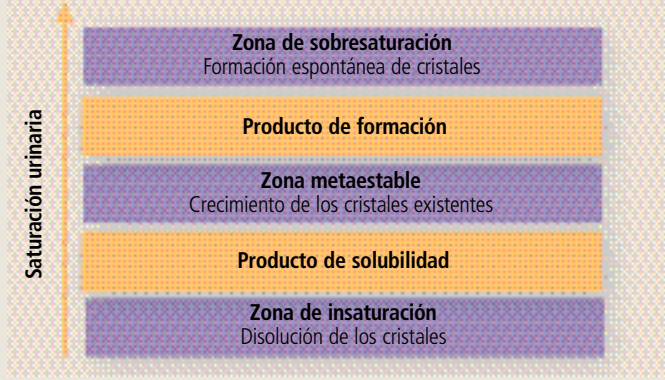 Zona de sobresaturación
Formación espontánea de cristales
Producto de formación
Zona metaestable
Crecimiento de los cristales existentes
Producto de solubilidad
Zona de insaturación
Disolución de los cristales
Saturación urinaria